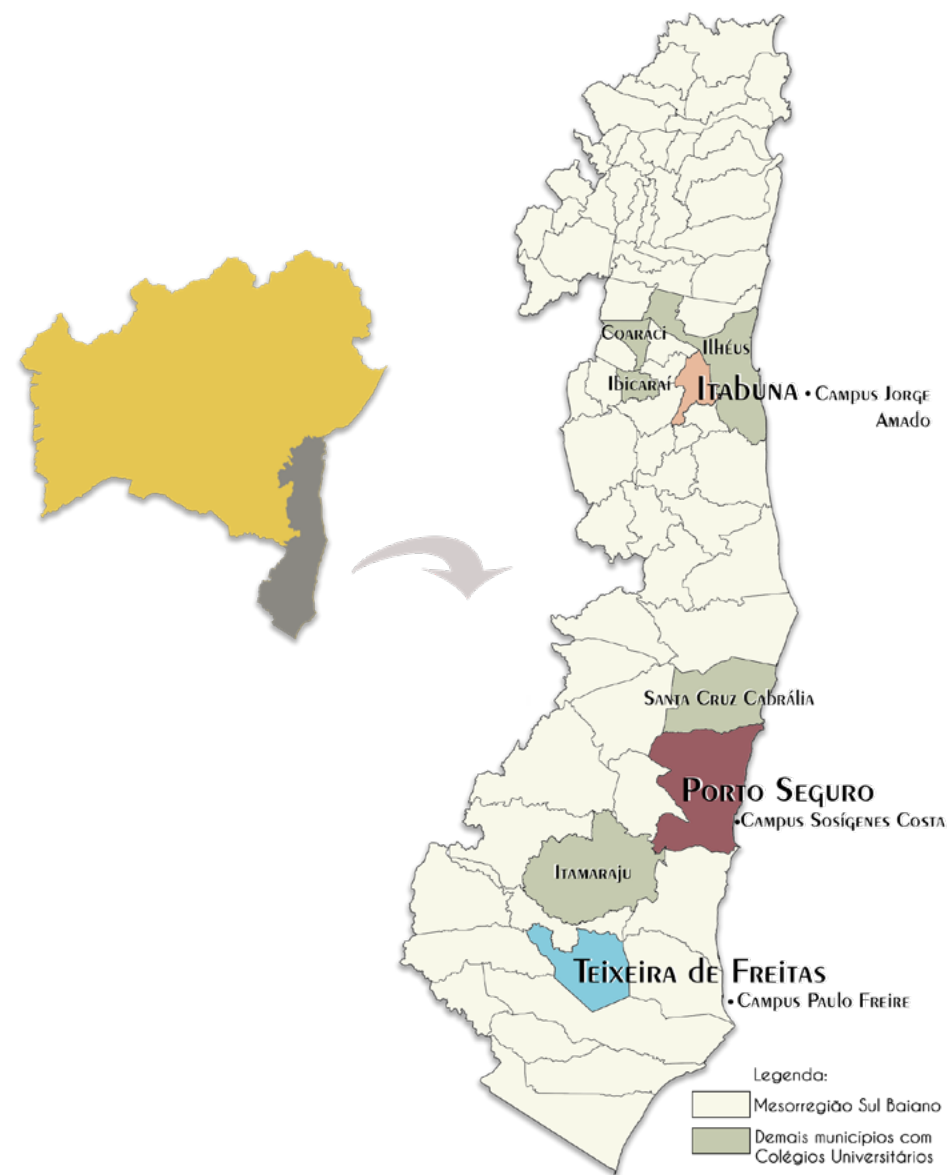 Coaraci
Ilhéus
Ibicaraí
Itabuna • Campus Jorge
Amado
Santa Cruz Cabrália
Porto Seguro
•Campus Sosígenes Costa
Itamaraju
Teixeira de Freitas
•Campus Paulo Freire
Legenda:
Mesorregião Sul Baiano
Demais municípios com
Colégios Universitários